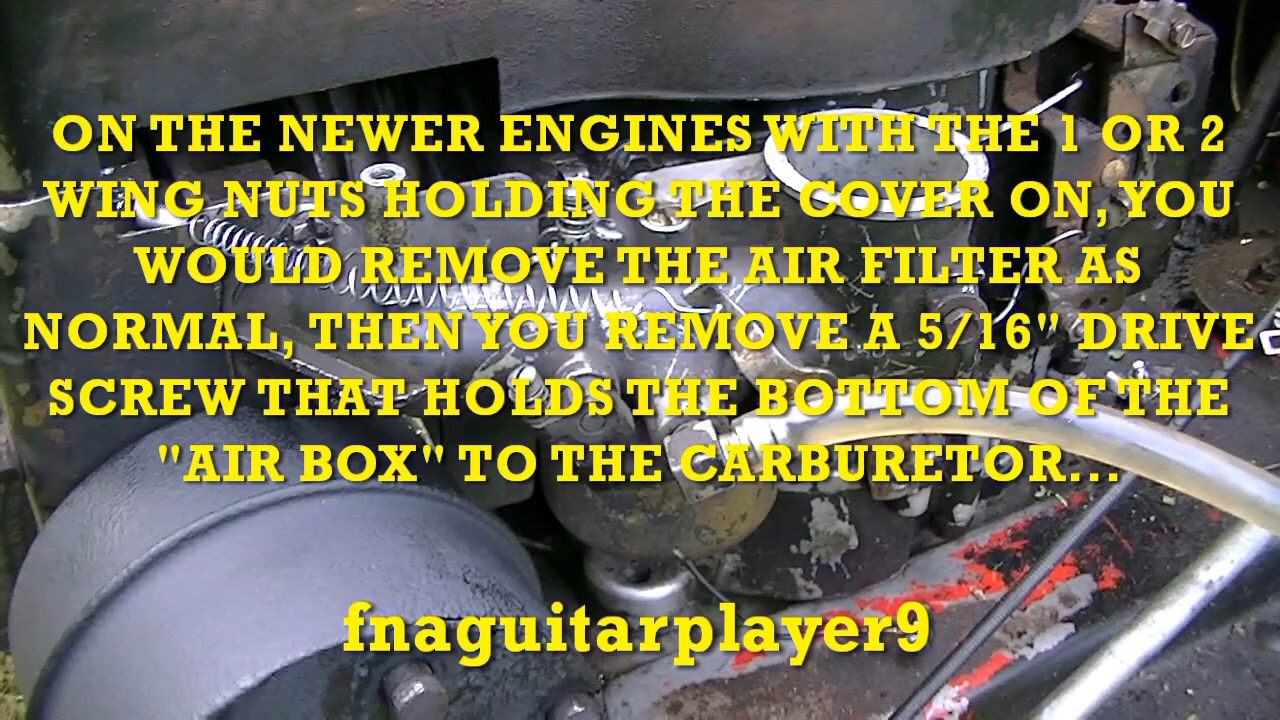 ON THE NEWER ENGINES WITH THE 1 OR 2
WING NUTS HOLDING THE COVER ON, YOU
WOULD REMOVE THE AIR FILTER AS
NORMAL, THEN YOU REMOVE A 5/16" DRIVE
SCREW THAT HOLDS THE BOTTOM OF THE
"AIR BOX" TO THE CARBURETOR...
fnaguitarplayer9